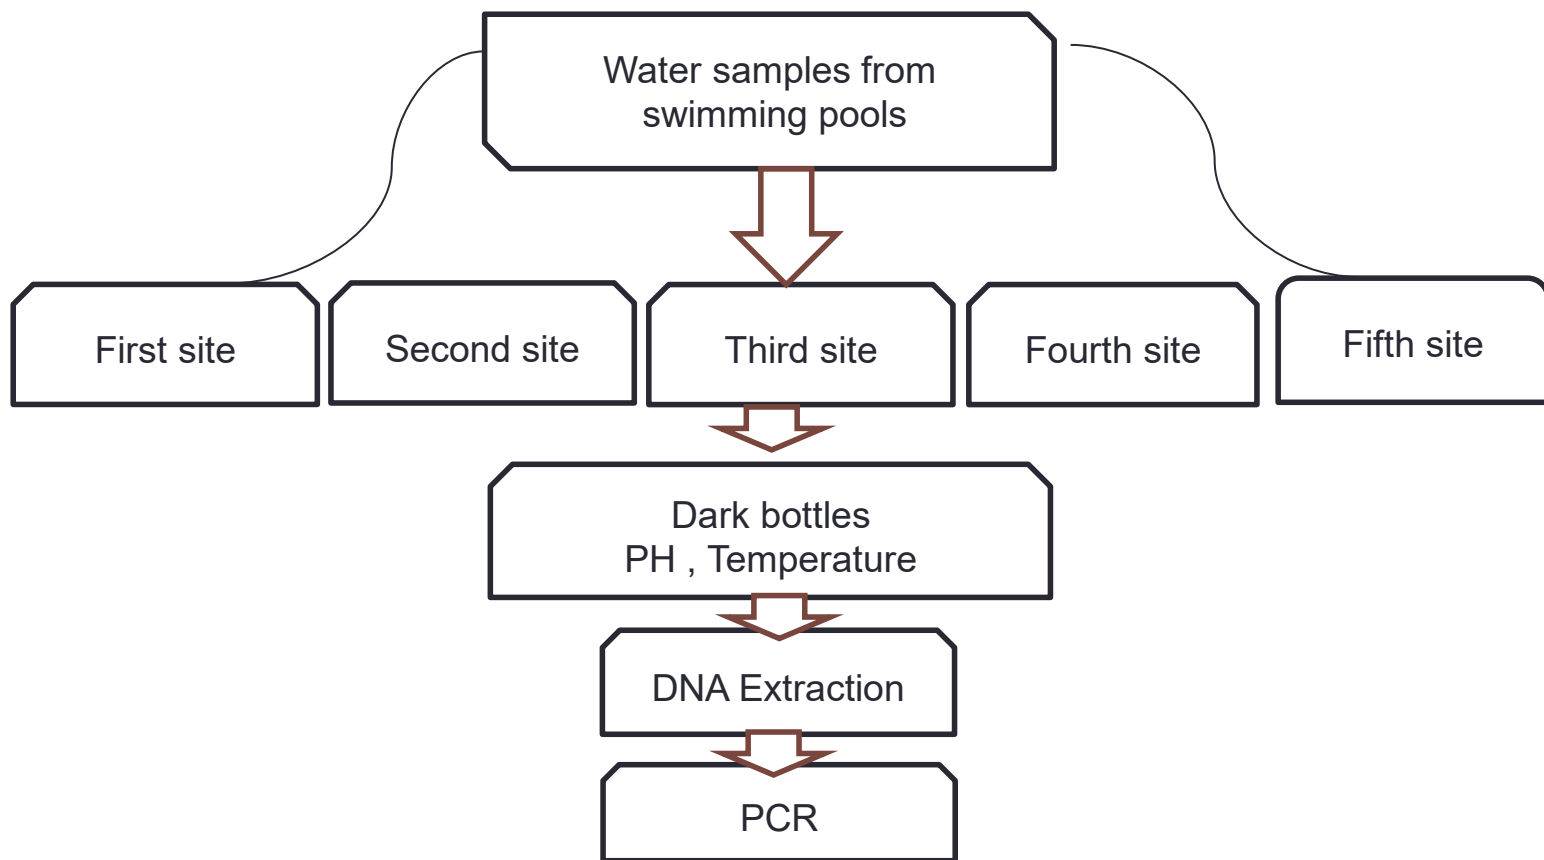 Water samples from
swimming pools
First site
Second site
Third site
Fourth site
Fifth site
Dark bottles
PH , Temperature
DNA Extraction
PCR